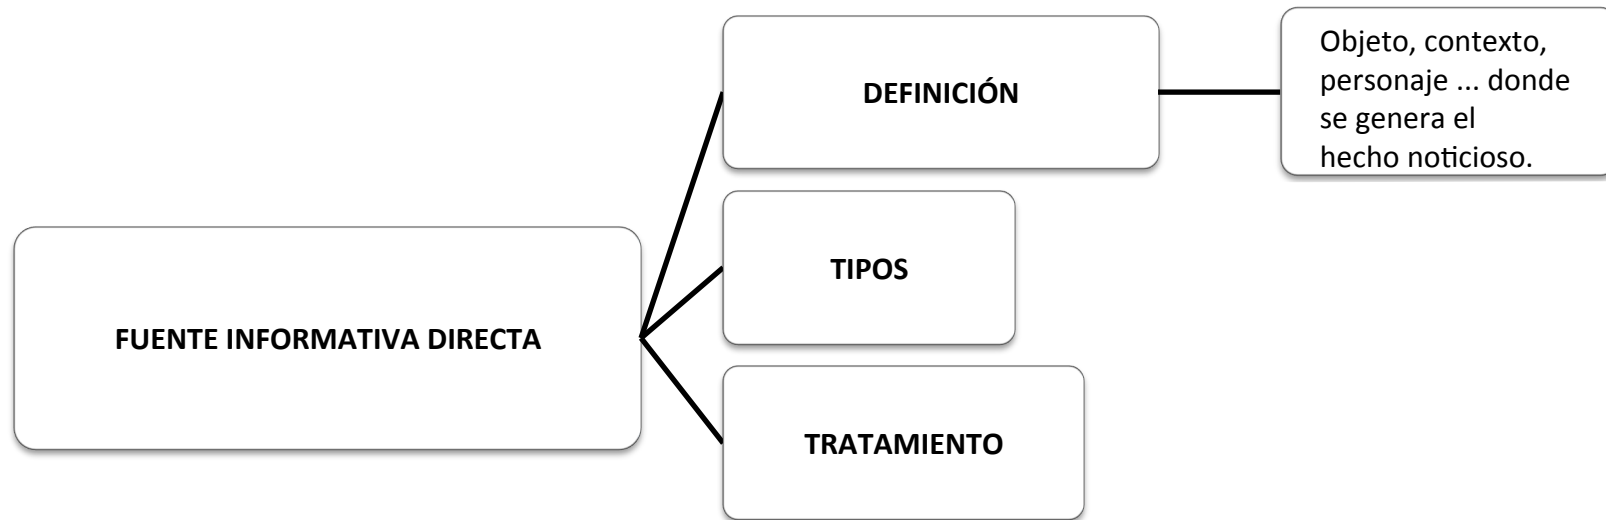 FUENTE INFORMATIVA DIRECTA
DEFINICIÓN
Objeto, contexto,
personaje ... donde
se genera el
hecho noticioso.
TIPOS
TRATAMIENTO